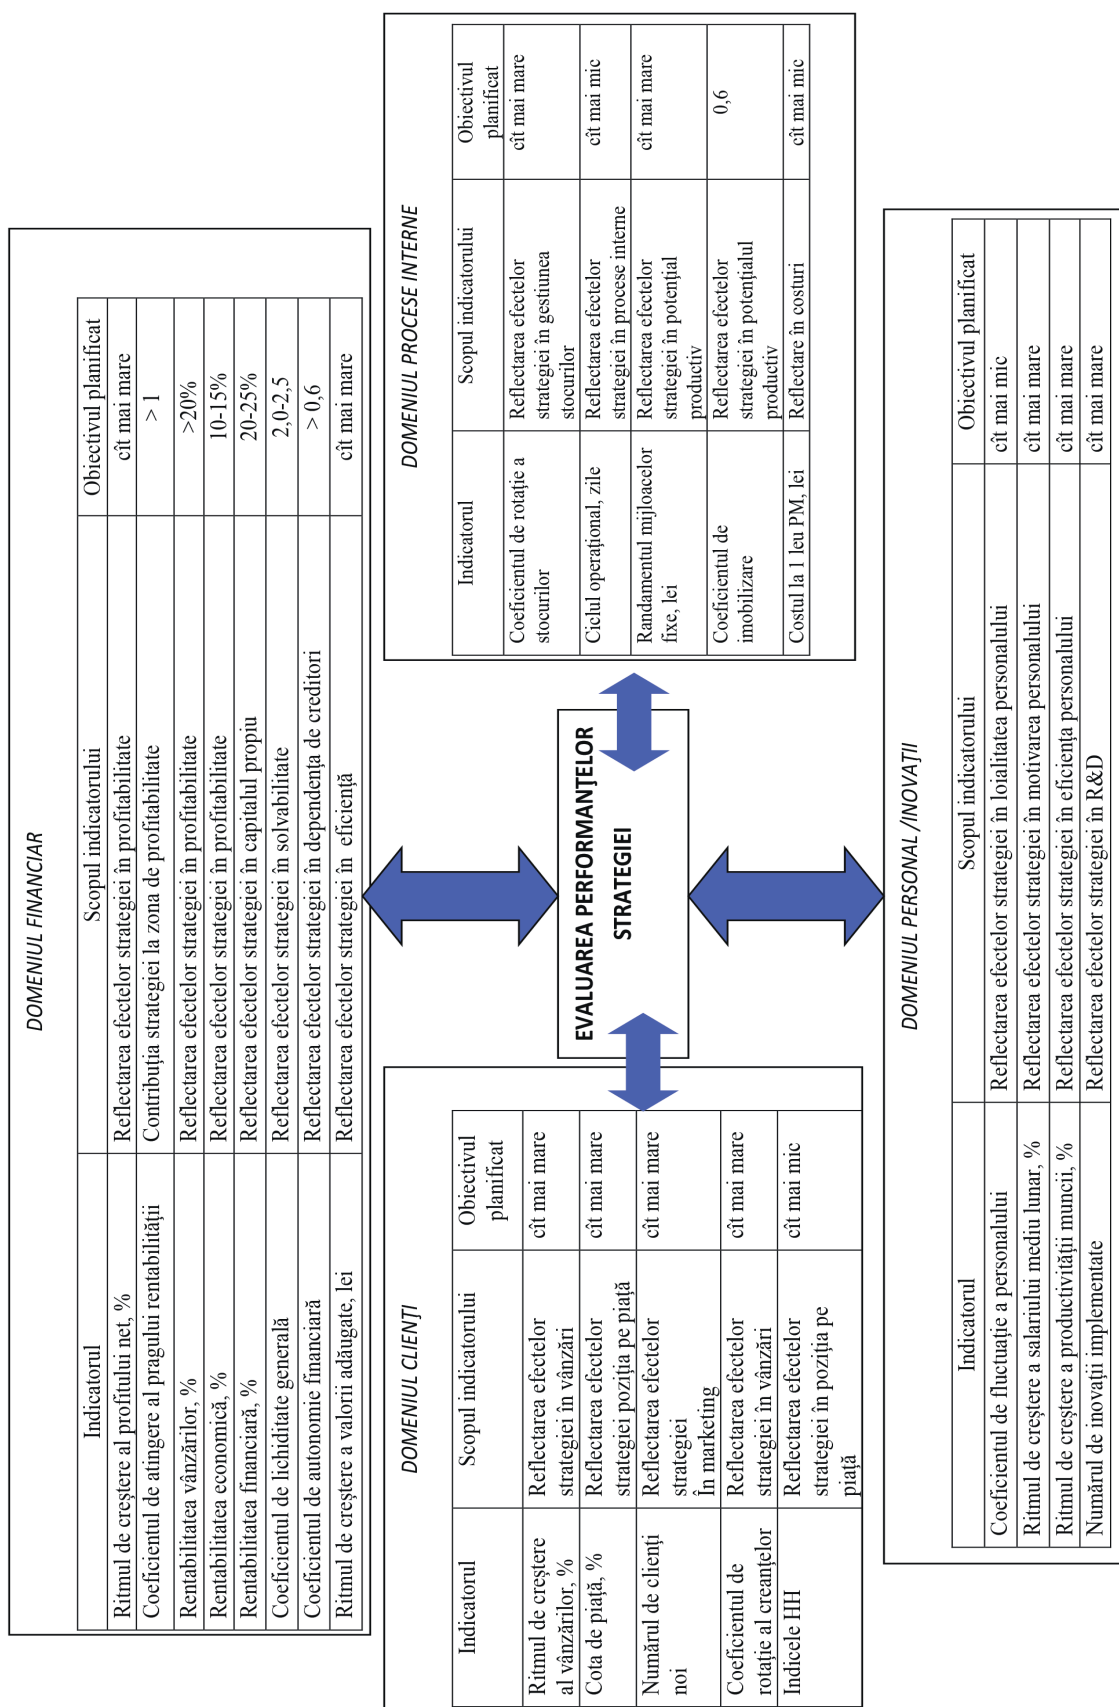 DOMENIUL FINANCIAR
Indicatorul Scopul indicatorului Obiectivul planificat
Ritmul de creștere al profitului net, % Reflectarea efectelor strategiei în profitabilitate cît mai mare
Coeficientul de atingere al pragului rentabilității Contribuția strategiei la zona de profitabilitate > 1
Rentabilitatea vânzărilor, % Reflectarea efectelor strategiei în profitabilitate >20%
Rentabilitatea economică, % Reflectarea efectelor strategiei în profitabilitate 10-15%
Rentabilitatea financiară, % Reflectarea efectelor strategiei în capitalul propiu 20-25%
Coeficientul de lichiditate generală Reflectarea efectelor strategiei în solvabilitate 2,0-2,5
Coeficientul de autonomie financiară Reflectarea efectelor strategiei în dependența de creditori > 0,6
Ritmul de creștere a valorii adăugate, lei Reflectarea efectelor strategiei în eficiență cît mai mare
DOMENIUL CLIENȚI
Indicatorul Scopul indicatorului Obiectivul
planificat
Ritmul de creștere Reflectarea efectelor cît mai mare
al vânzărilor, % strategiei în vânzări
Cota de piață, % Reflectarea efectelor cît mai mare
strategiei poziția pe piață
Numărul de clienți Reflectarea efectelor cît mai mare
noi strategiei
În marketing
Coeficientul de Reflectarea efectelor cît mai mare
rotație al creanțelor strategiei în vânzări
Indicele HH Reflectarea efectelor cît mai mic
strategiei în poziția pe
piață
EVALUAREA PERFORMANȚELOR
STRATEGIEI
DOMENIUL PROCESE INTERNE
Indicatorul Scopul indicatorului Obiectivul
planificat
Coeficientul de rotație a Reflectarea efectelor cît mai mare
stocurilor strategiei în gestiunea
stocurilor
Ciclul operațional, zile Reflectarea efectelor cît mai mic
strategiei în procese interne
Randamentul mijloacelor Reflectarea efectelor cît mai mare
fixe, lei strategiei în potențial
productiv
Coeficientul de Reflectarea efectelor 0,6
imobilizare strategiei în potențialul
productiv
Costul la 1 leu PM, lei Reflectare în costuri cît mai mic
DOMENIUL PERSONAL /INOVAȚII
Indicatorul Scopul indicatorului Obiectivul planificat
Coeficientul de fluctuație a personalului Reflectarea efectelor strategiei în loialitatea personalului cît mai mic
Ritmul de creștere a salariului mediu lunar, % Reflectarea efectelor strategiei în motivarea personalului cît mai mare
Ritmul de creștere a productivității muncii, % Reflectarea efectelor strategiei în eficiența personalului cît mai mare
Numărul de inovații implementate Reflectarea efectelor strategiei în R&D cît mai mare